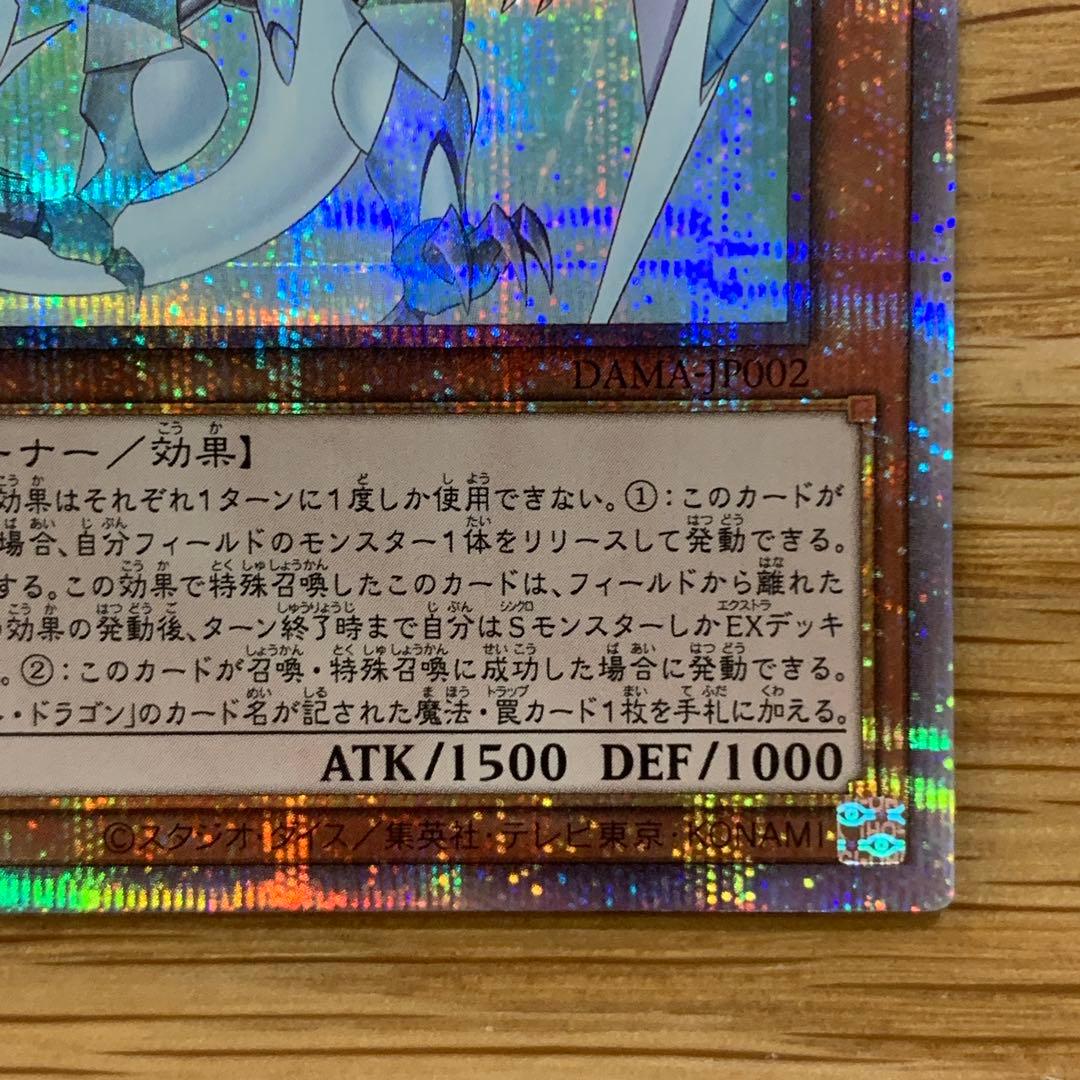 DAMA-JP002
ーナー／効果】
効果はそれぞれ1ターンに1度しか使用できない。①：このカードが
場合、自分フィールドのモンスター1体をリリースして発動できる。
する。この効果で特殊召喚したこのカードは、フィールドから離れた
効果の発動後、ターン終了時まで自分はSモンスターしかEXデッキ
。②：このカードが召喚・特殊召喚に成功した場合に発動できる。
・ドラゴン」のカード名が記された魔法・罠カード1枚を手札に加える。
ATK/1500 DEF/1000
©スタジオ・ダイス／集英社・テレビ東京・KONAMI